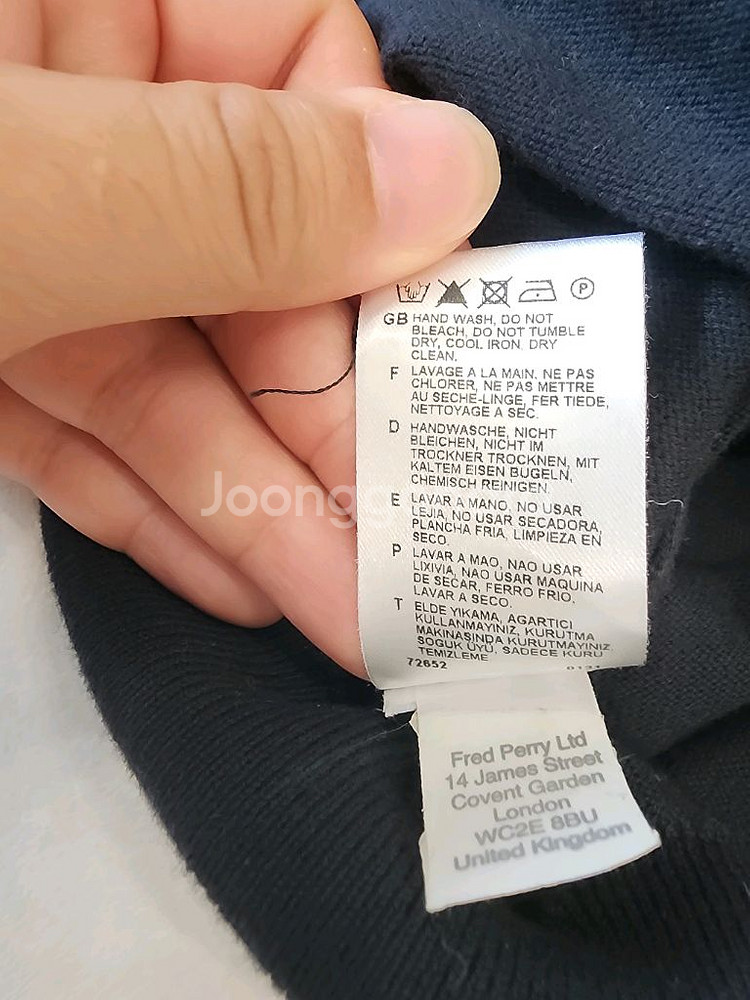 P
GB HAND WASH, DO NOT
BLEACH, DO NOT TUMBLE
DRY, COOL IRON, DRY
CLEAN.
F LAVAGE A LA MAIN, NE PAS
CHLORER, NE PAS METTRE
AU SECHE-LINGE, FER TIEDE,
NETTOYAGE A SEC.
D HANDWASCHE, NICHT
BLEICHEN, NICHT IM
TROCKNER TROCKNEN, MIT
KALTEM EISEN BUGELN,
CHEMISCH REINIGEN.
E LAVAR A MANO, NO USAR
LEJIA, NO USAR SECADORA,
PLANCHA FRIA, LIMPIEZA EN
SECO.
P LAVAR A MAO, NAO USAR
LIXIVIA, NAO USAR MAQUINA
DE SECAR, FERRO FRIO,
LAVAR A SECO.
T ELDE YIKAMA, AGARTICI
KULLANMAYINIZ, KURUTMA
MAKINASINDA KURUTMAYINIZ,
SOGUK ÜYÜ, SADECE KURU
TEMIZLEME
72652
Fred Perry Ltd
14 James Street
Covent Garden
London
WC2E 8BU
United Kingdom